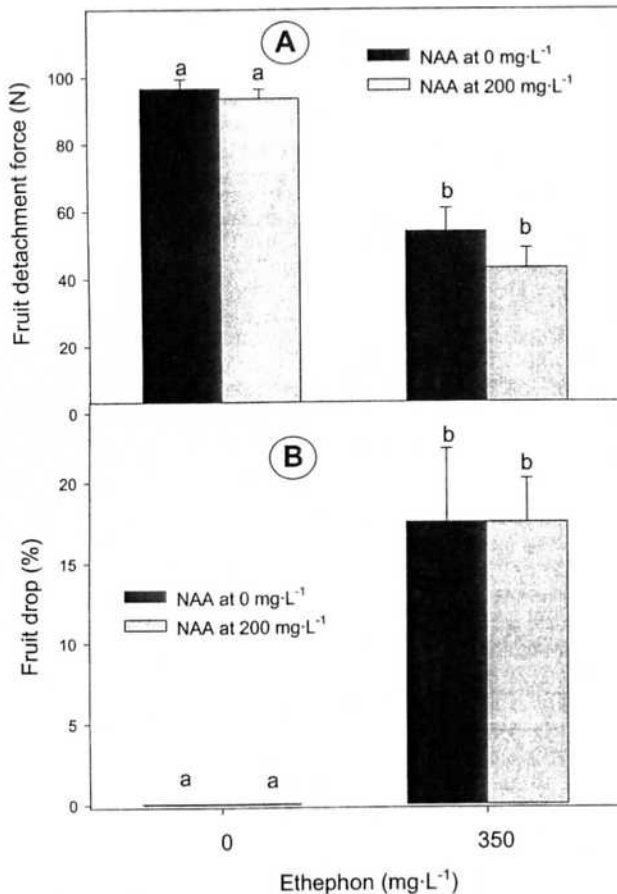 A
NAA at 0 mg·L⁻¹
NAA at 200 mg·L⁻¹
a a
b b
100
80
60
40
20
0
Fruit detachment force (N)
B
b b
NAA at 0 mg·L⁻¹
NAA at 200 mg·L⁻¹
a a
20
15
10
5
0
Fruit drop (%)
0 350
Ethephon (mg·L⁻¹)